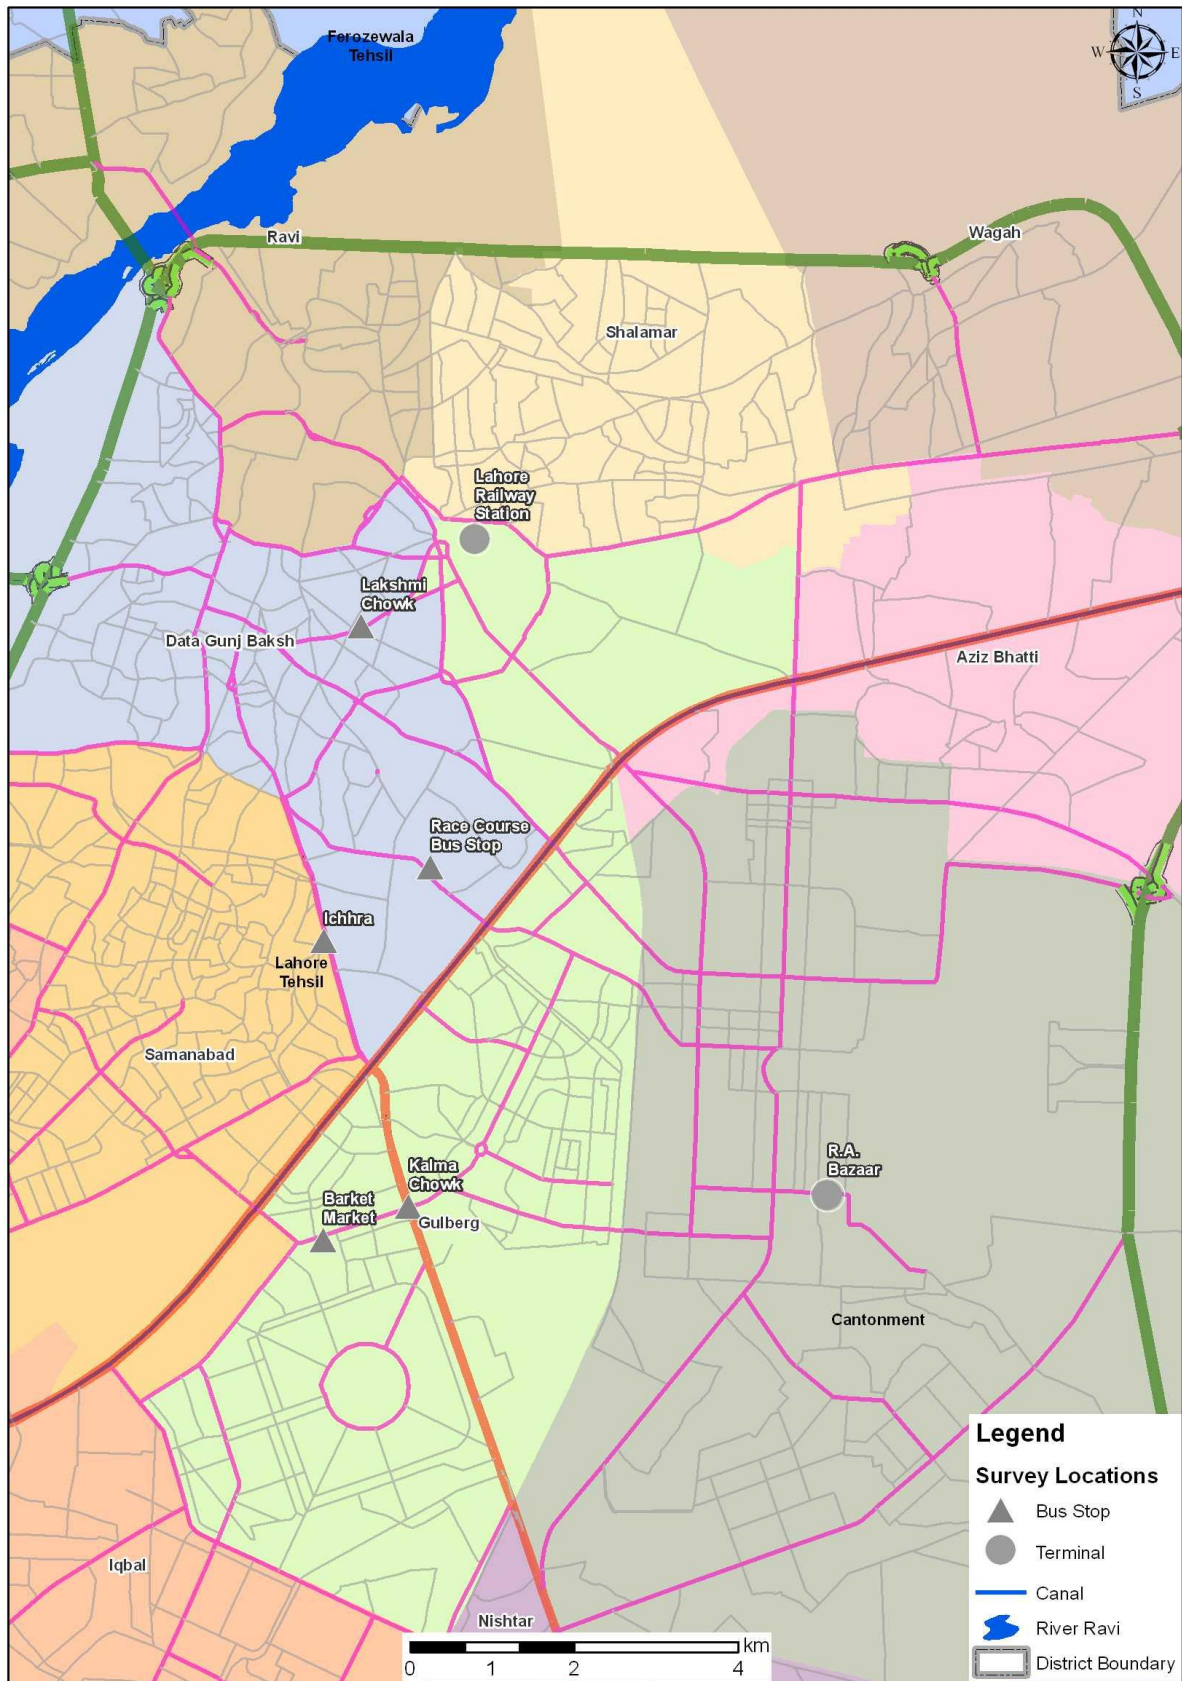 N
W
E
S
Ferozewala
Tehsil
Ravi
Wagah
Shalamar
Lahore
Railway
Station
Lakshmi
Chowk
Data Gunj Baksh
Aziz Bhatti
Race Course
Bus Stop
Ichhra
Lahore
Tehsil
Samanabad
R.A.
Bazaar
Kalma
Chowk
Barket
Market
Gulberg
Cantonment
Iqbal
Nishtar
Legend
Survey Locations
Bus Stop
Terminal
Canal
River Ravi
District Boundary
km
0 1 2 4